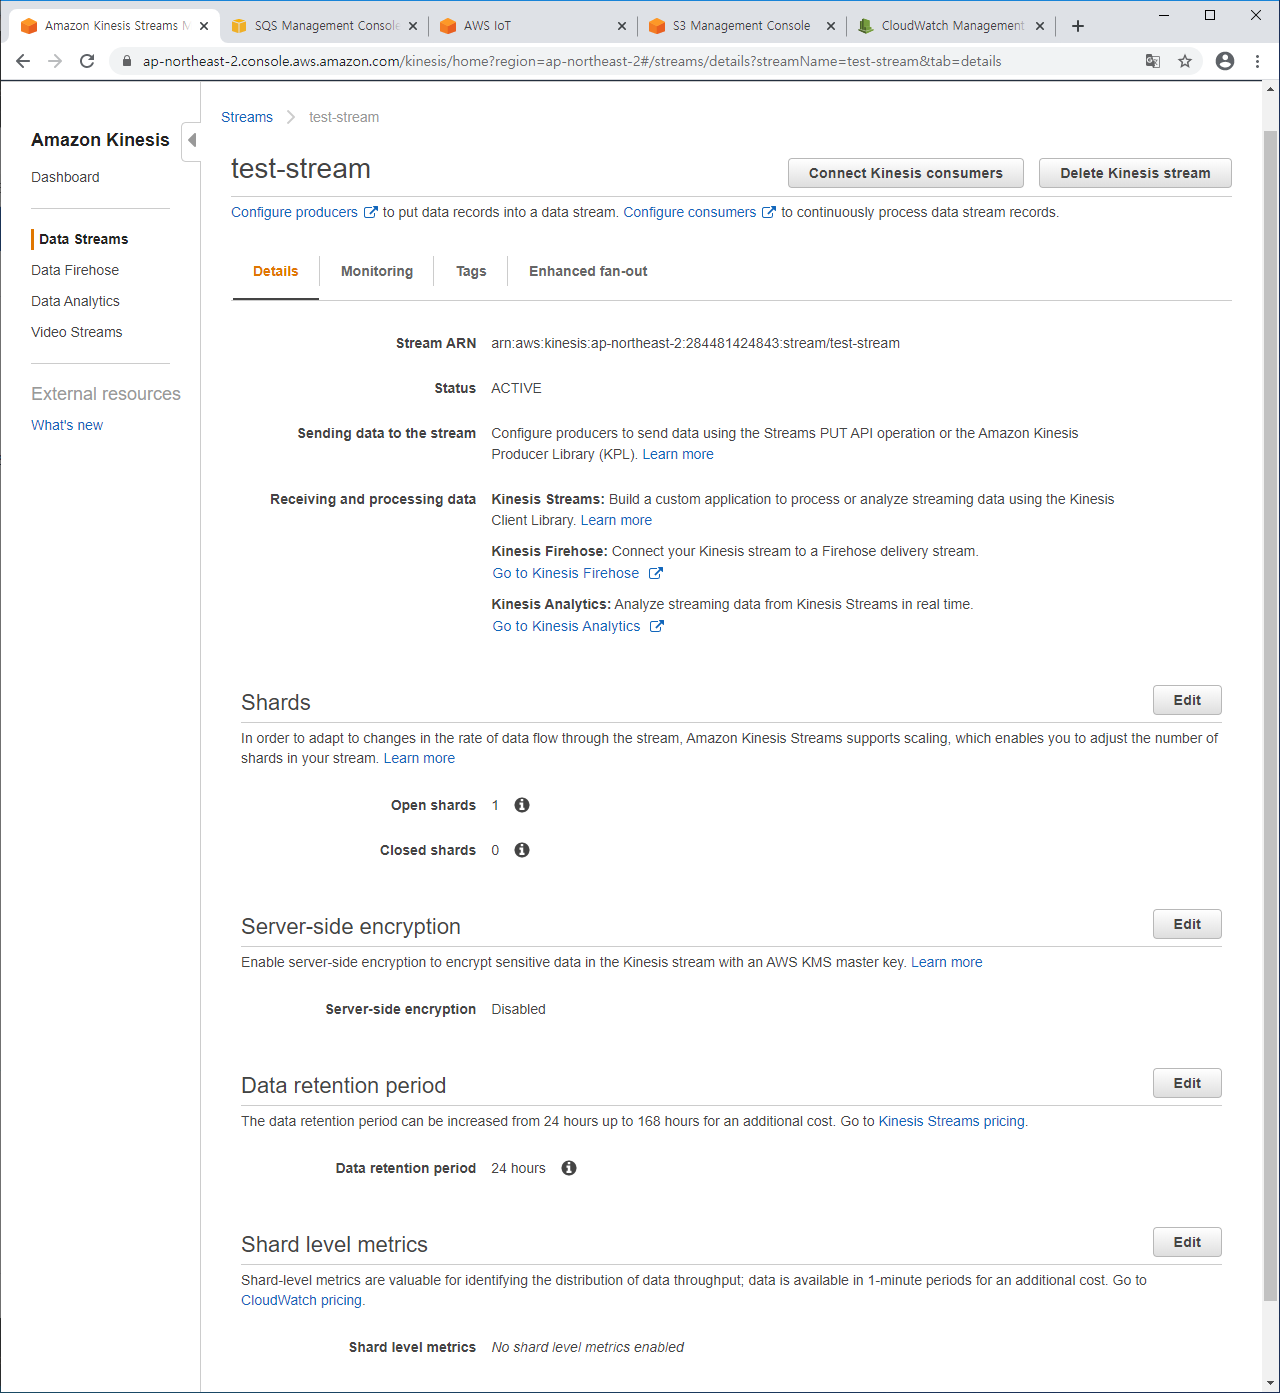 Amazon Kinesis Streams M
SQS Management Console
AWS IoT
S3 Management Console
CloudWatch Management
ap-northeast-2.console.aws.amazon.com/kinesis/home?region=ap-northeast-2#/streams/details?streamName=test-stream&tab=details
Amazon Kinesis
Dashboard
Data Streams
Data Firehose
Data Analytics
Video Streams
External resources
What's new
Streams
test-stream
test-stream
Connect Kinesis consumers
Delete Kinesis stream
Configure producers to put data records into a data stream. Configure consumers to continuously process data stream records.
Details
Monitoring
Tags
Enhanced fan-out
Stream ARN arn:aws:kinesis:ap-northeast-2:284481424843:stream/test-stream
Status ACTIVE
Sending data to the stream Configure producers to send data using the Streams PUT API operation or the Amazon Kinesis
Producer Library (KPL). Learn more
Receiving and processing data Kinesis Streams: Build a custom application to process or analyze streaming data using the Kinesis
Client Library. Learn more
Kinesis Firehose: Connect your Kinesis stream to a Firehose delivery stream.
Go to Kinesis Firehose
Kinesis Analytics: Analyze streaming data from Kinesis Streams in real time.
Go to Kinesis Analytics
Shards
Edit
In order to adapt to changes in the rate of data flow through the stream, Amazon Kinesis Streams supports scaling, which enables you to adjust the number of
shards in your stream. Learn more
Open shards 1
Closed shards 0
Server-side encryption
Edit
Enable server-side encryption to encrypt sensitive data in the Kinesis stream with an AWS KMS master key. Learn more
Server-side encryption Disabled
Data retention period
Edit
The data retention period can be increased from 24 hours up to 168 hours for an additional cost. Go to Kinesis Streams pricing.
Data retention period 24 hours
Shard level metrics
Edit
Shard-level metrics are valuable for identifying the distribution of data throughput; data is available in 1-minute periods for an additional cost. Go to
CloudWatch pricing.
Shard level metrics No shard level metrics enabled